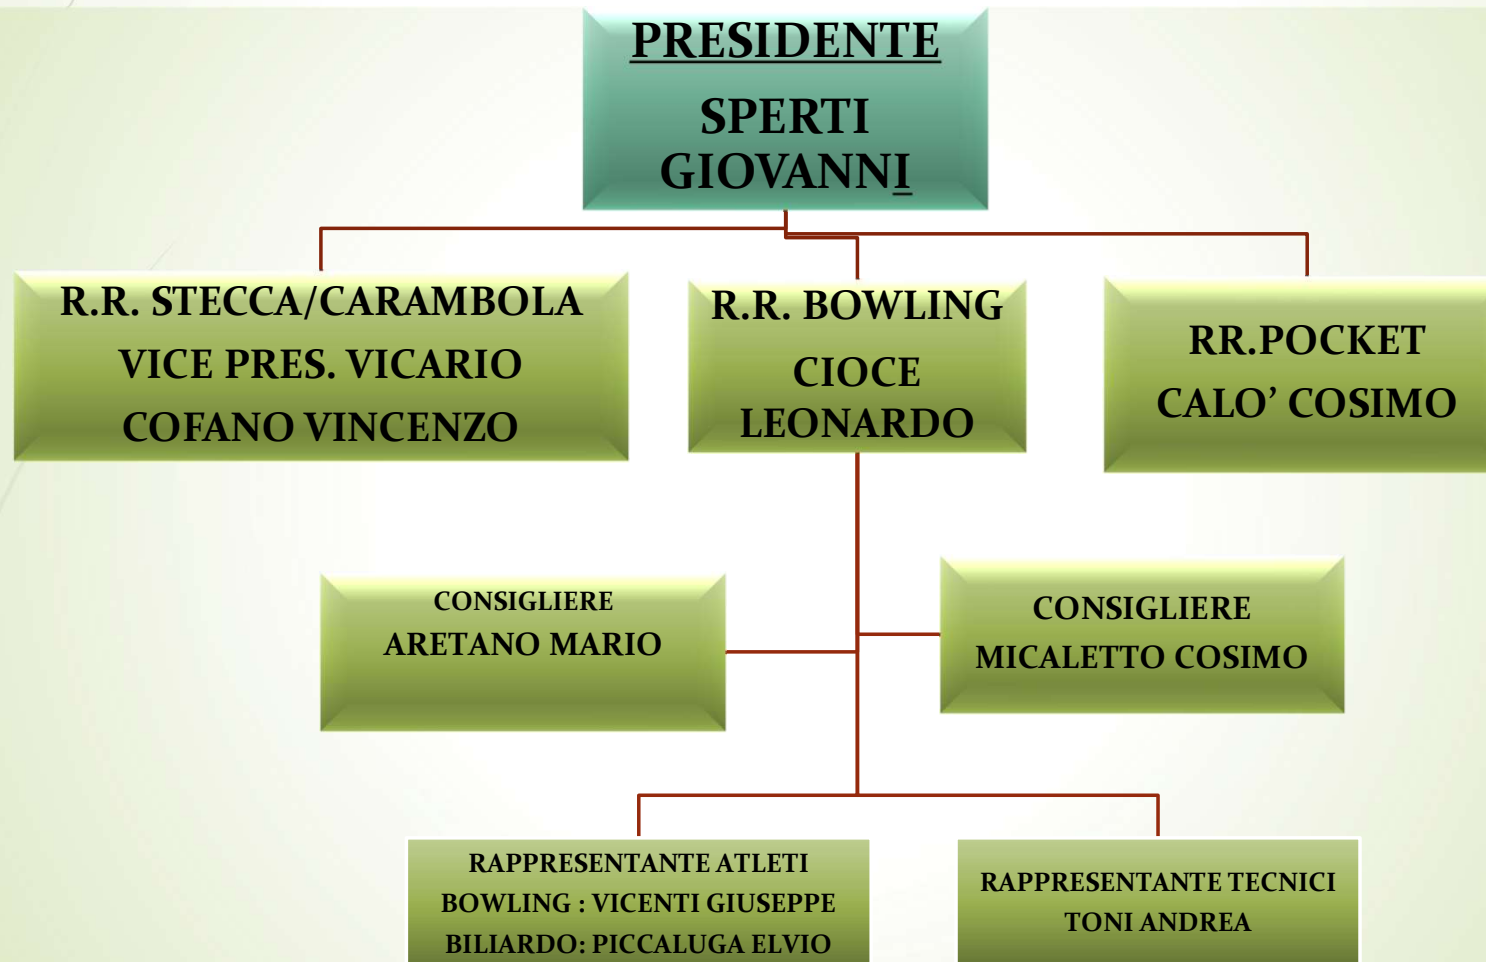 PRESIDENTE
SPERTI
GIOVANNI
R.R. STECCA/CARAMBOLA
VICE PRES. VICARIO
COFANO VINCENZO
R.R. BOWLING
CIOCE
LEONARDO
RR.POCKET
CALO’ COSIMO
CONSIGLIERE
ARETANO MARIO
CONSIGLIERE
MICALETTO COSIMO
RAPPRESENTANTE ATLETI
BOWLING : VICENTI GIUSEPPE
BILIARDO: PICCALUGA ELVIO
RAPPRESENTANTE TECNICI
TONI ANDREA